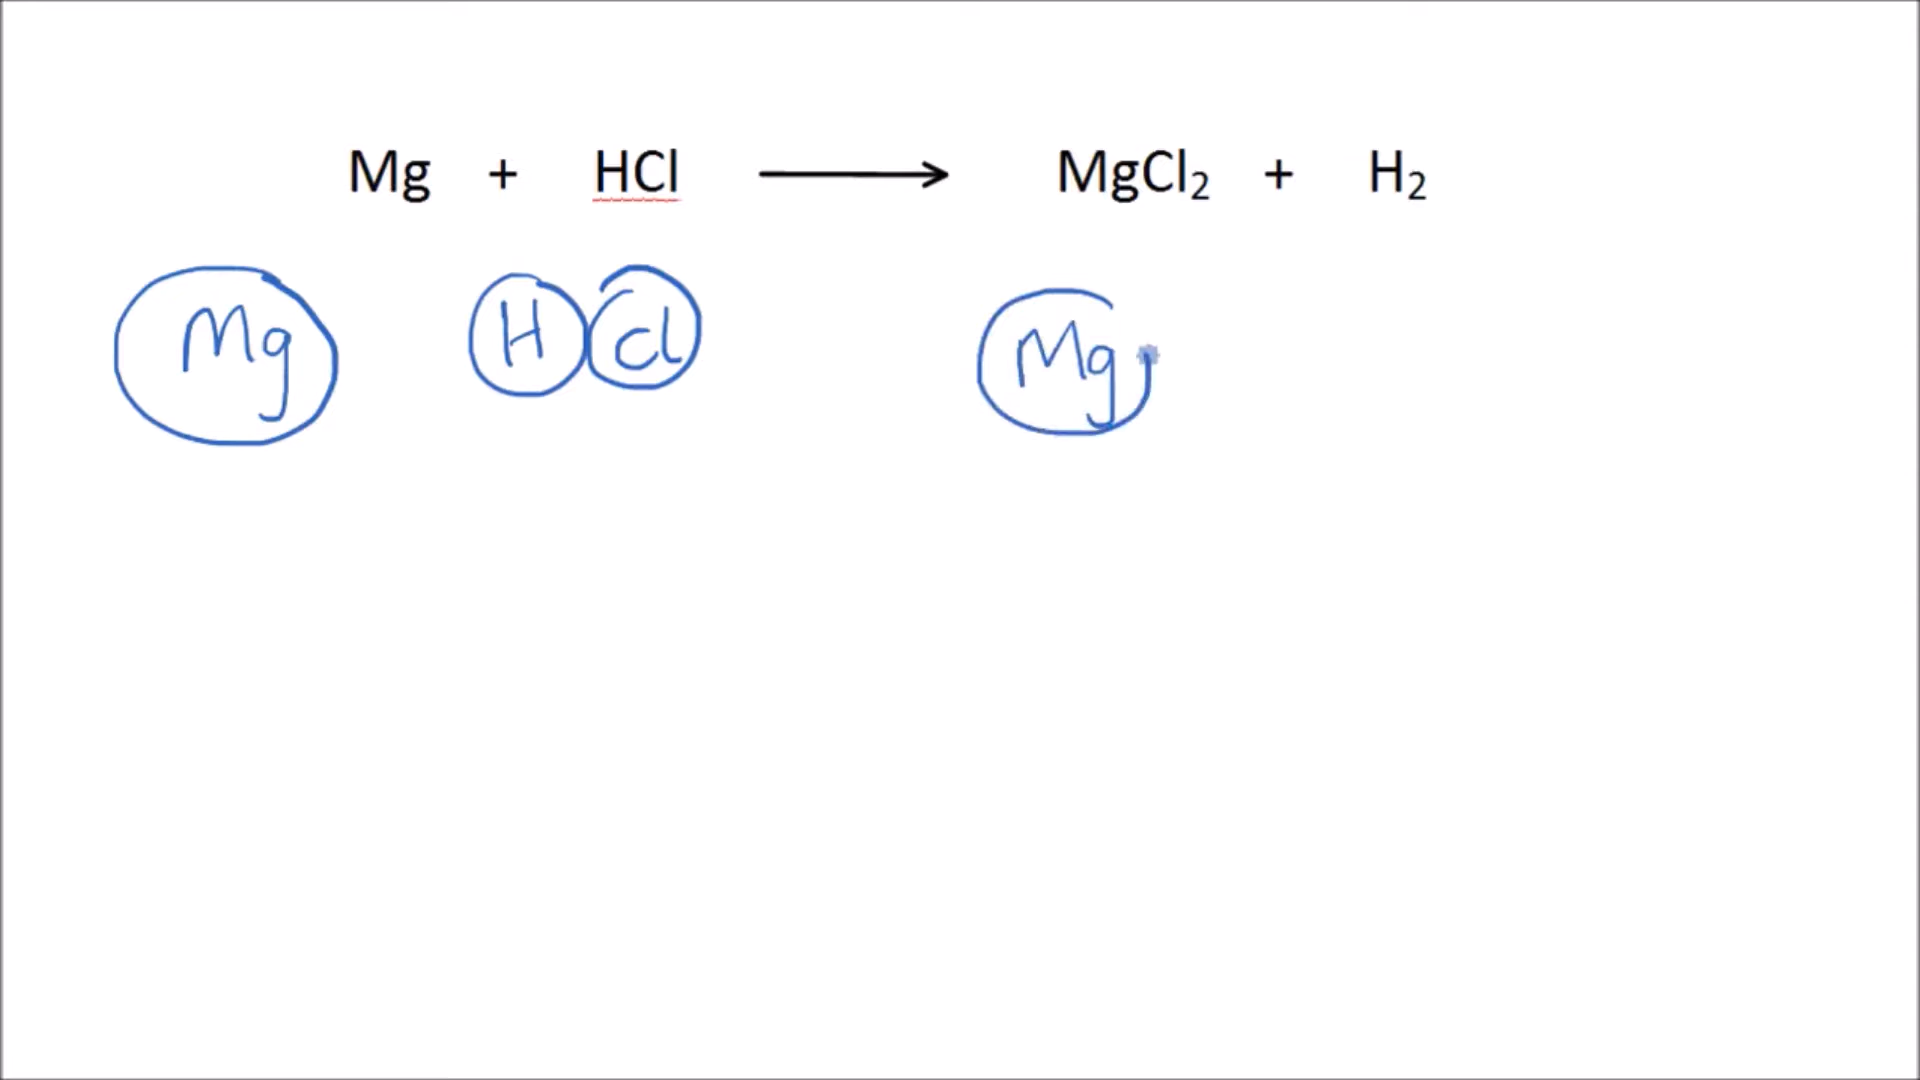 Mg + HCl ⟶ MgCl₂ + H₂
Mg H Cl Mg